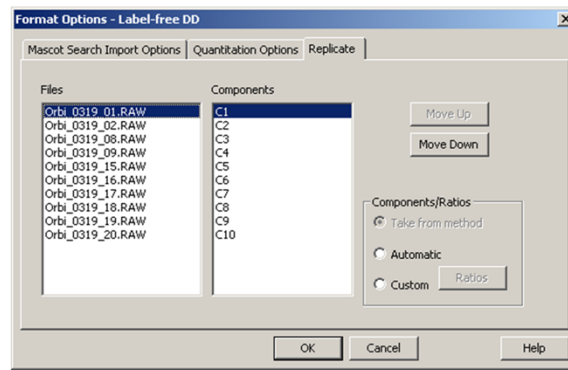 Format Options - Label-free DD
Mascot Search Import Options Quantitation Options Replicate
Files Components
Orbi_0319_01.RAW C1
Orbi_0319_02.RAW C2
Orbi_0319_08.RAW C3
Orbi_0319_09.RAW C4
Orbi_0319_15.RAW C5
Orbi_0319_16.RAW C6
Orbi_0319_17.RAW C7
Orbi_0319_18.RAW C8
Orbi_0319_19.RAW C9
Orbi_0319_20.RAW C10
Move Up
Move Down
Components/Ratios
Take from method
Automatic
Custom Ratios
OK Cancel Help